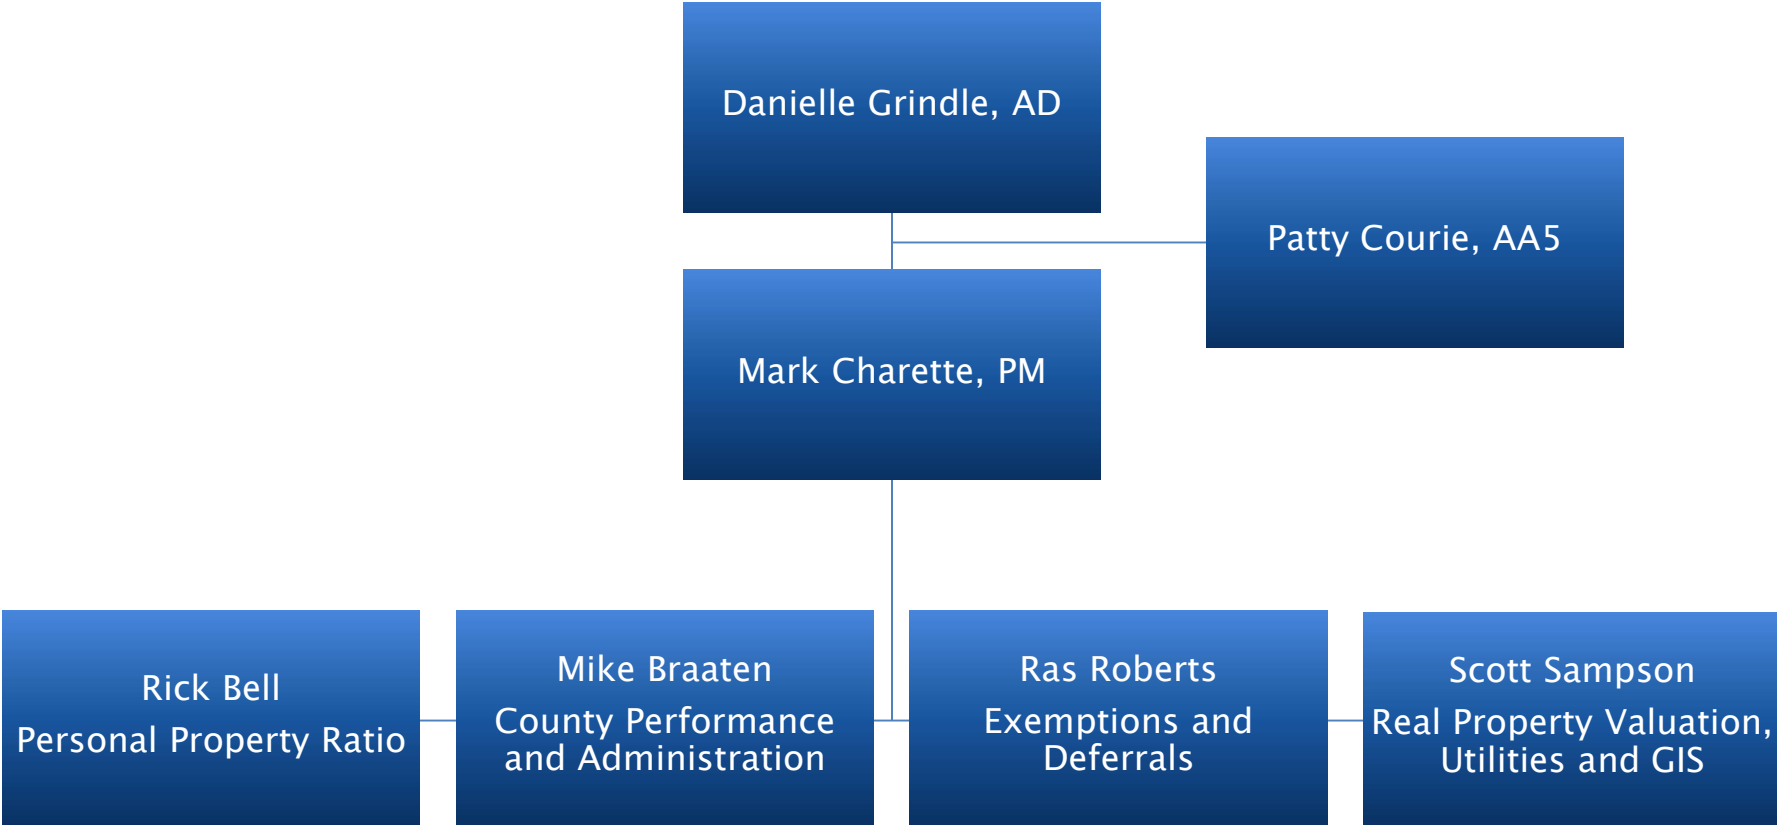 Danielle Grindle, AD
Patty Courie, AA5
Mark Charette, PM
Rick Bell
Personal Property Ratio
Mike Braaten
County Performance
and Administration
Ras Roberts
Exemptions and
Deferrals
Scott Sampson
Real Property Valuation,
Utilities and GIS